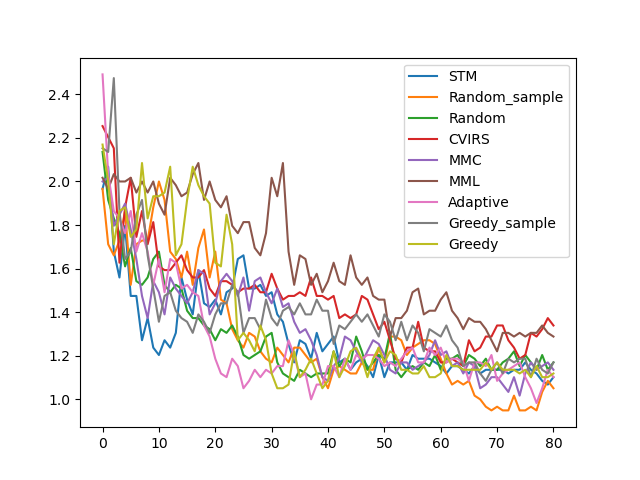 2.4
2.2
2.0
1.8
1.6
1.4
1.2
1.0
0 10 20 30 40 50 60 70 80
STM
Random_sample
Random
CVIRS
MMC
MML
Adaptive
Greedy_sample
Greedy